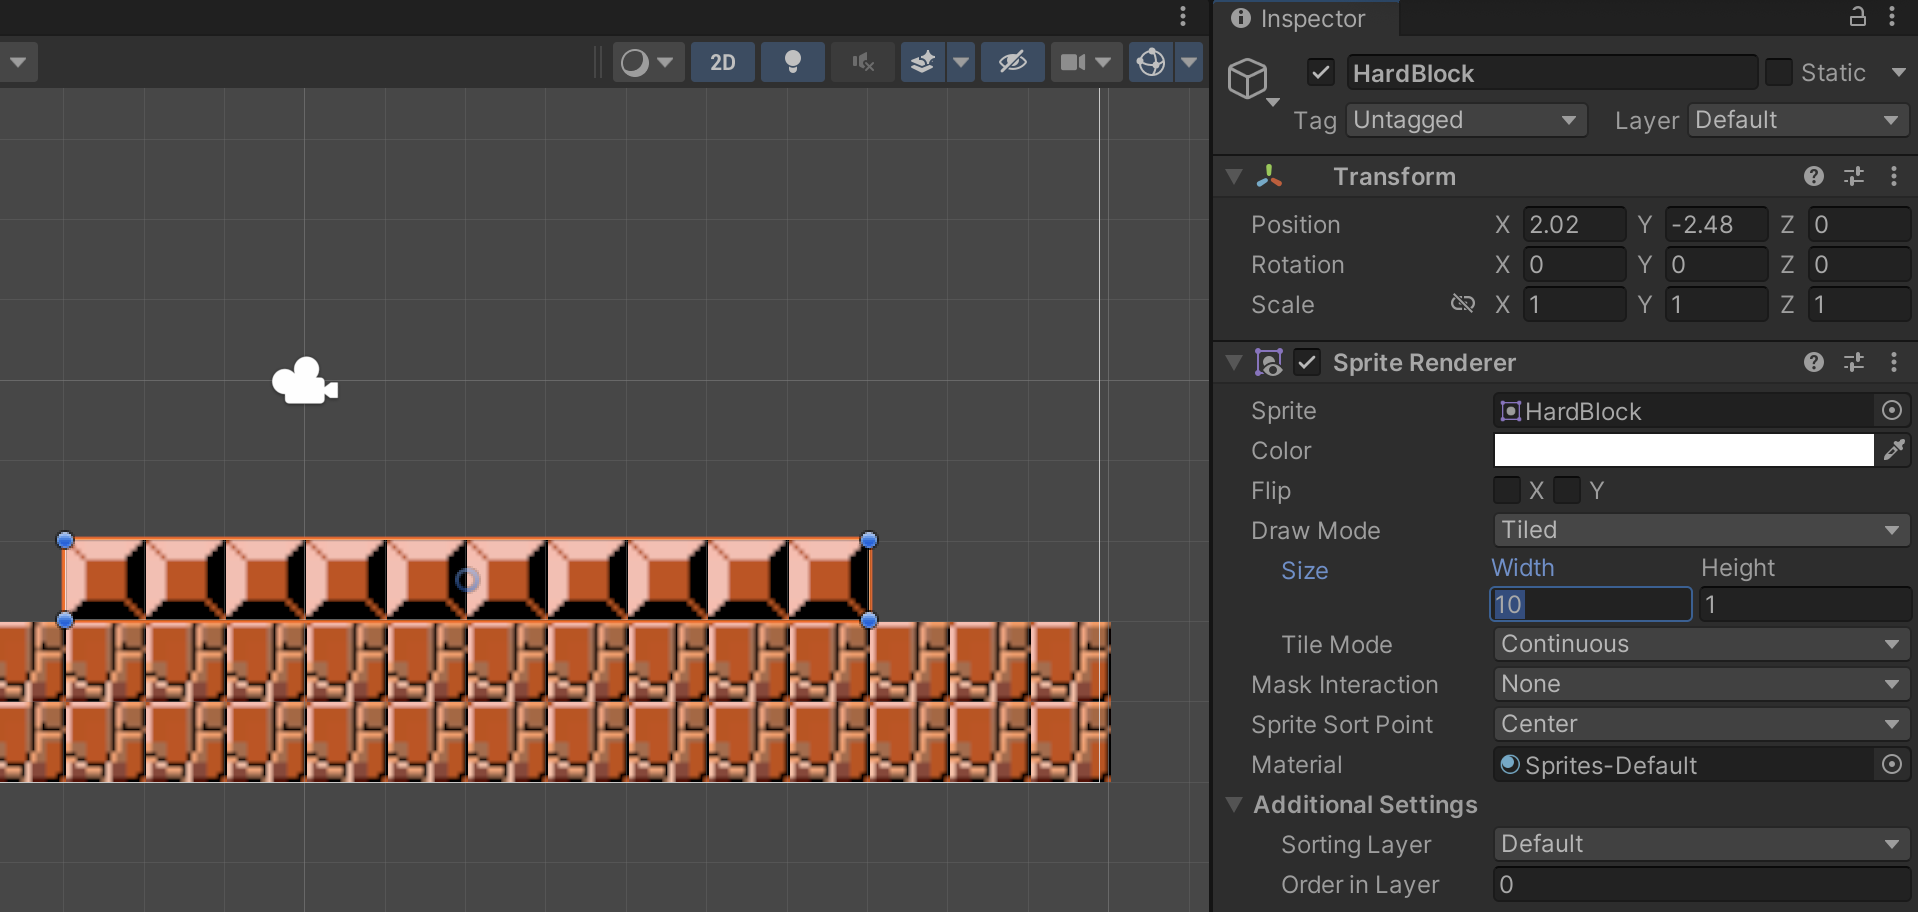 Inspector
2D
HardBlock
Static
Tag Untagged Layer Default
Transform
Position X 2.02 Y -2.48 Z 0
Rotation X 0 Y 0 Z 0
Scale X 1 Y 1 Z 1
Sprite Renderer
Sprite HardBlock
Color
Flip X Y
Draw Mode Tiled
Size Width Height
10 1
Tile Mode Continuous
Mask Interaction None
Sprite Sort Point Center
Material Sprites-Default
Additional Settings
Sorting Layer Default
Order in Layer 0